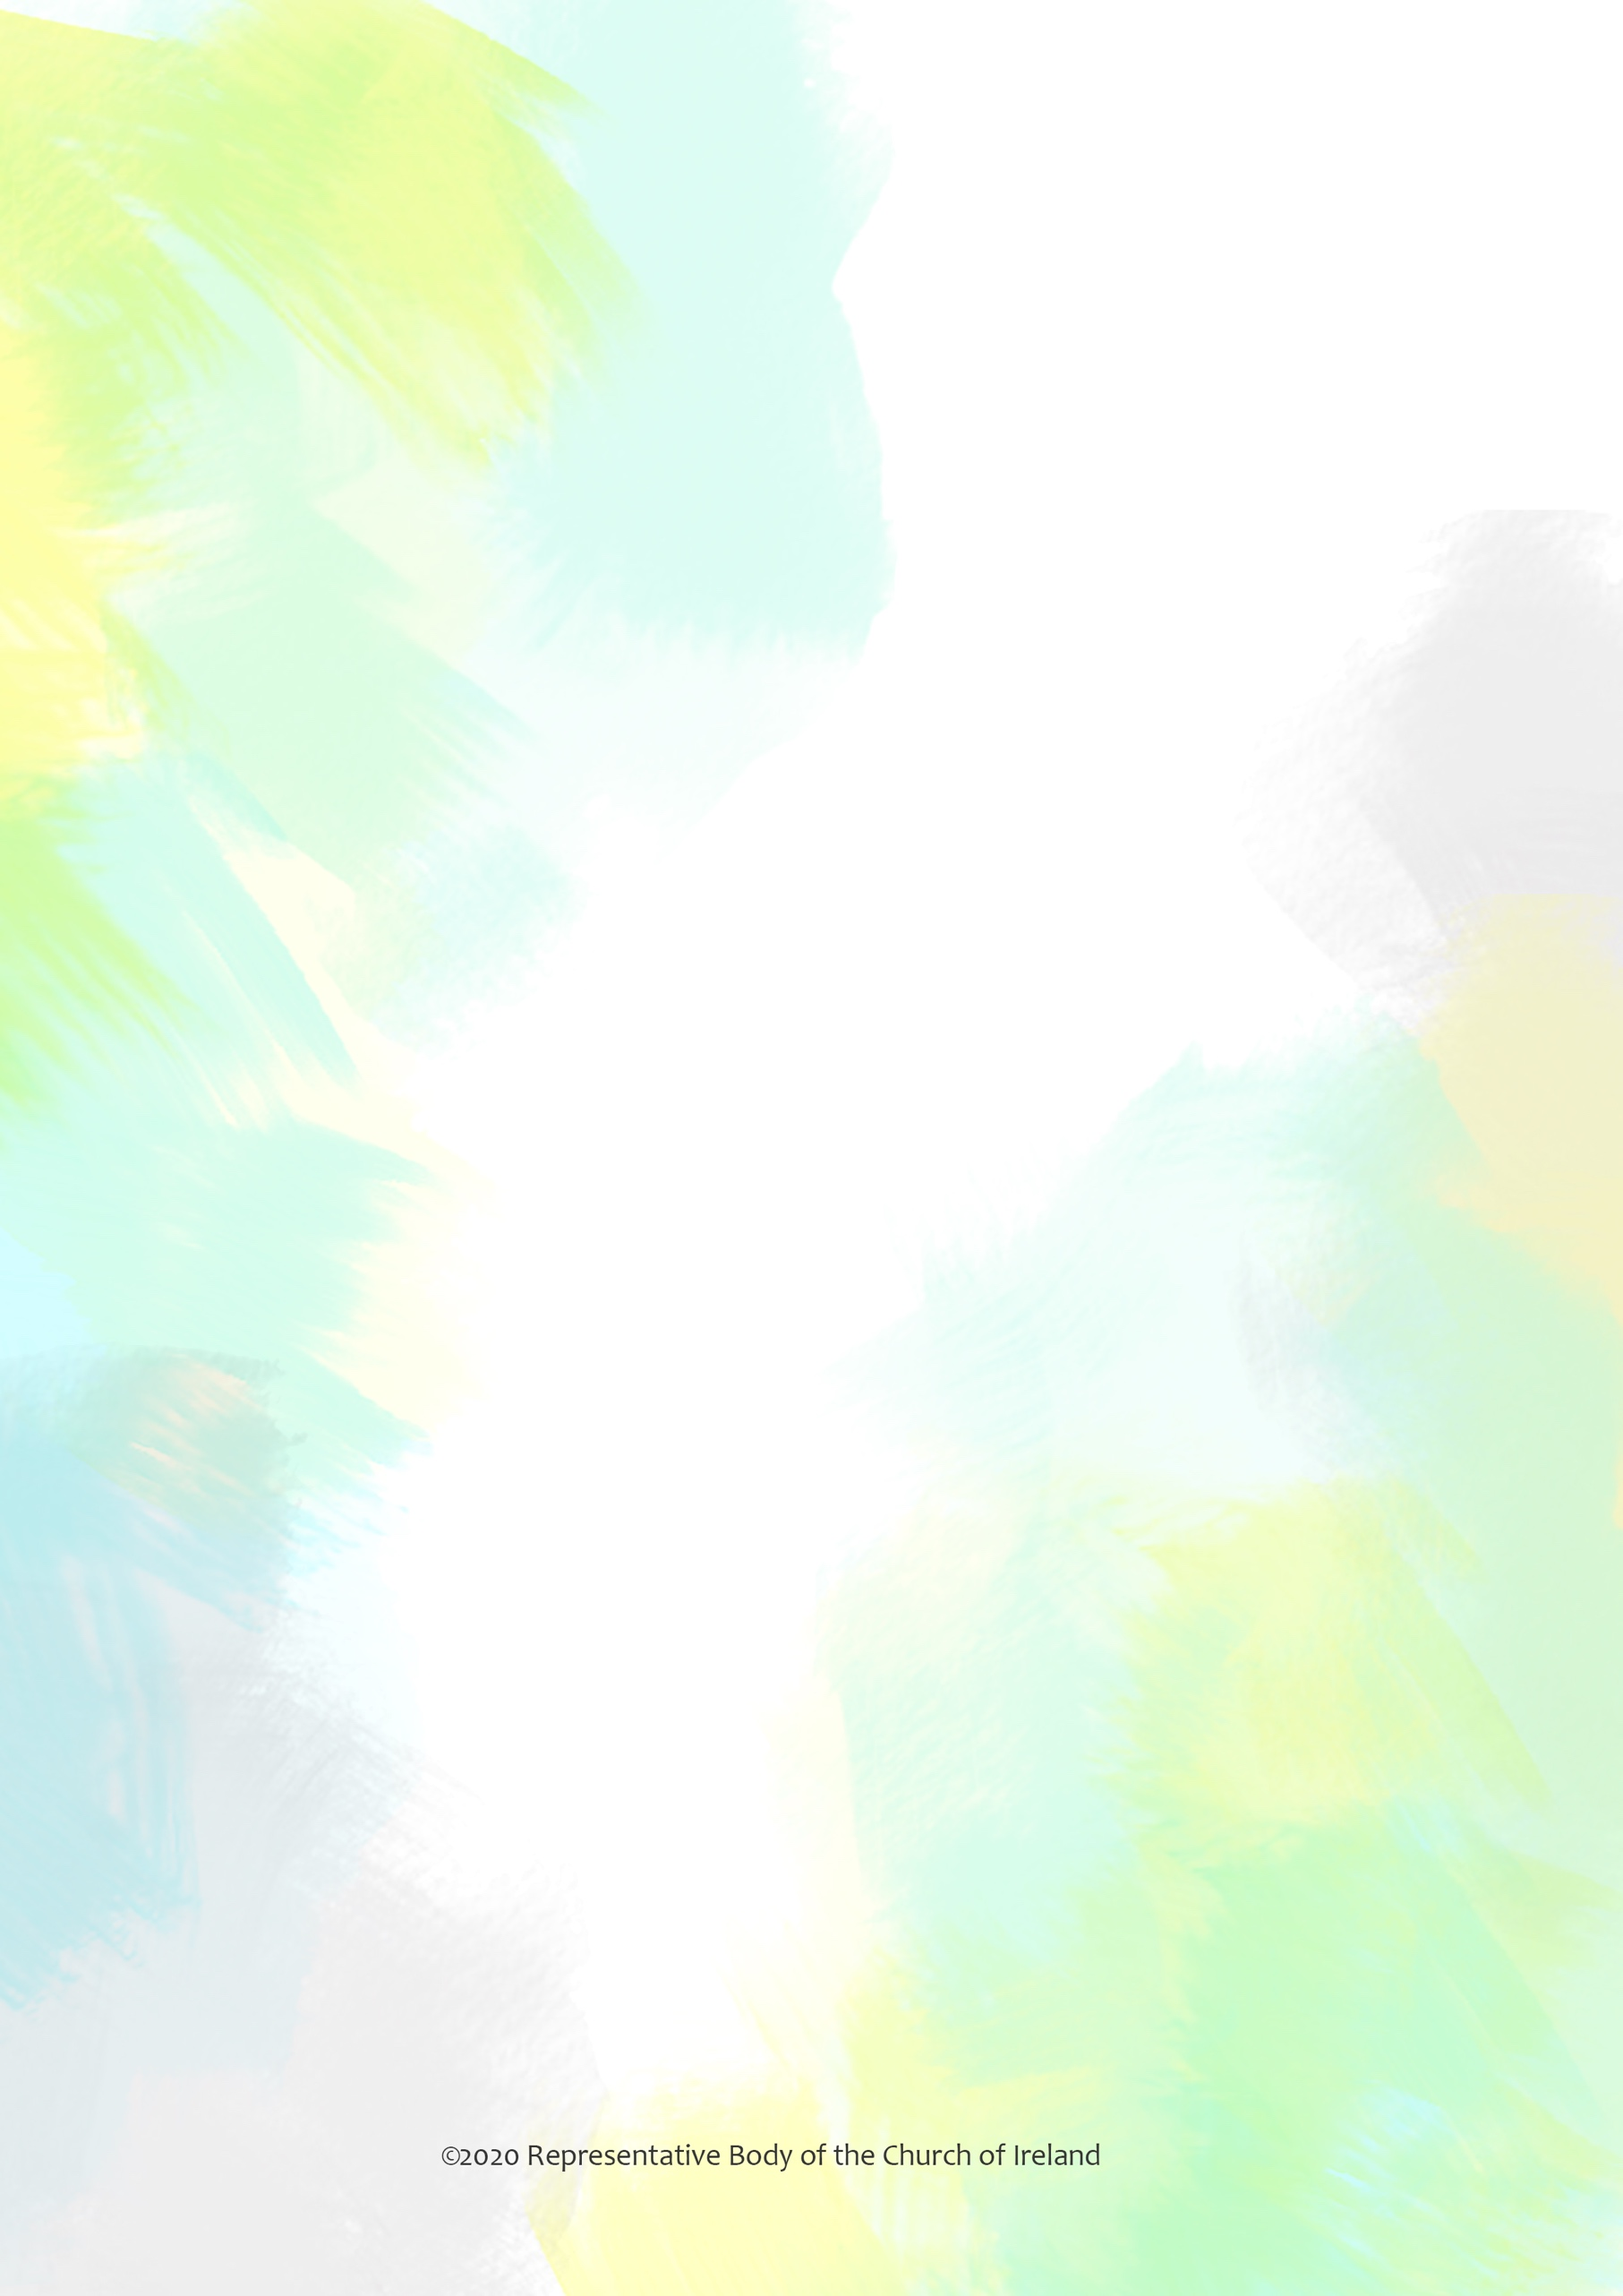 ©2020 Representative Body of the Church of Ireland